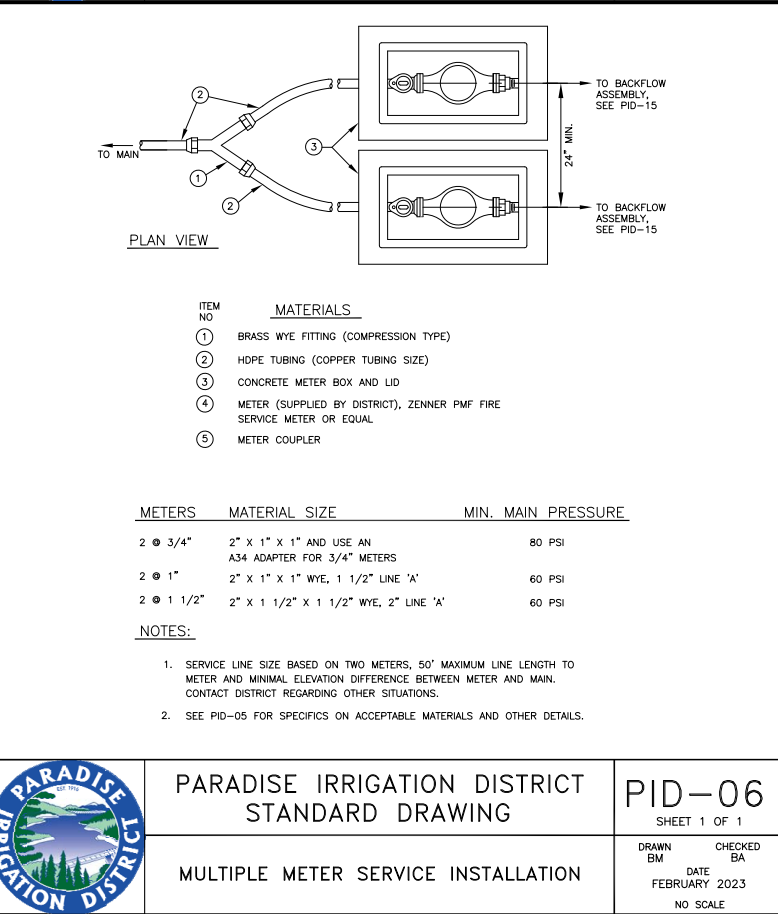 2
TO MAIN
1
2
3
24" MIN.
TO BACKFLOW
ASSEMBLY,
SEE PID-15
TO BACKFLOW
ASSEMBLY,
SEE PID-15
PLAN VIEW
ITEM
NO
MATERIALS
1 BRASS WYE FITTING (COMPRESSION TYPE)
2 HDPE TUBING (COPPER TUBING SIZE)
3 CONCRETE METER BOX AND LID
4 METER (SUPPLIED BY DISTRICT), ZENNER PMF FIRE
SERVICE METER OR EQUAL
5 METER COUPLER
METERS MATERIAL SIZE MIN. MAIN PRESSURE
2 @ 3/4" 2" X 1" X 1" AND USE AN 80 PSI
A34 ADAPTER FOR 3/4" METERS
2 @ 1" 2" X 1" X 1" WYE, 1 1/2" LINE 'A' 60 PSI
2 @ 1 1/2" 2" X 1 1/2" X 1 1/2" WYE, 2" LINE 'A' 60 PSI
NOTES:
1. SERVICE LINE SIZE BASED ON TWO METERS, 50' MAXIMUM LINE LENGTH TO
METER AND MINIMAL ELEVATION DIFFERENCE BETWEEN METER AND MAIN.
CONTACT DISTRICT REGARDING OTHER SITUATIONS.
2. SEE PID-05 FOR SPECIFICS ON ACCEPTABLE MATERIALS AND OTHER DETAILS.
PARADISE
EST. 1916
IRRIGATION DISTRICT
PARADISE IRRIGATION DISTRICT
STANDARD DRAWING
MULTIPLE METER SERVICE INSTALLATION
PID-06
SHEET 1 OF 1
DRAWN CHECKED
BM BA
DATE
FEBRUARY 2023
NO SCALE